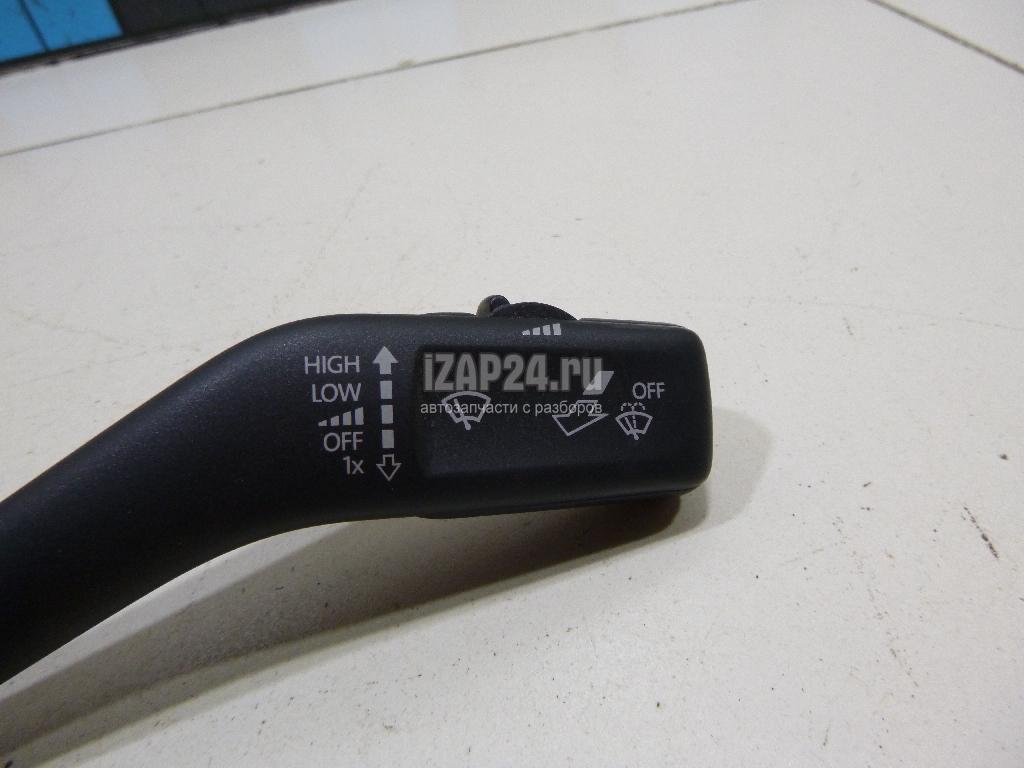 HIGH
LOW
OFF
1x
OFF
iZAP24.ru
автозапчасти с разборов